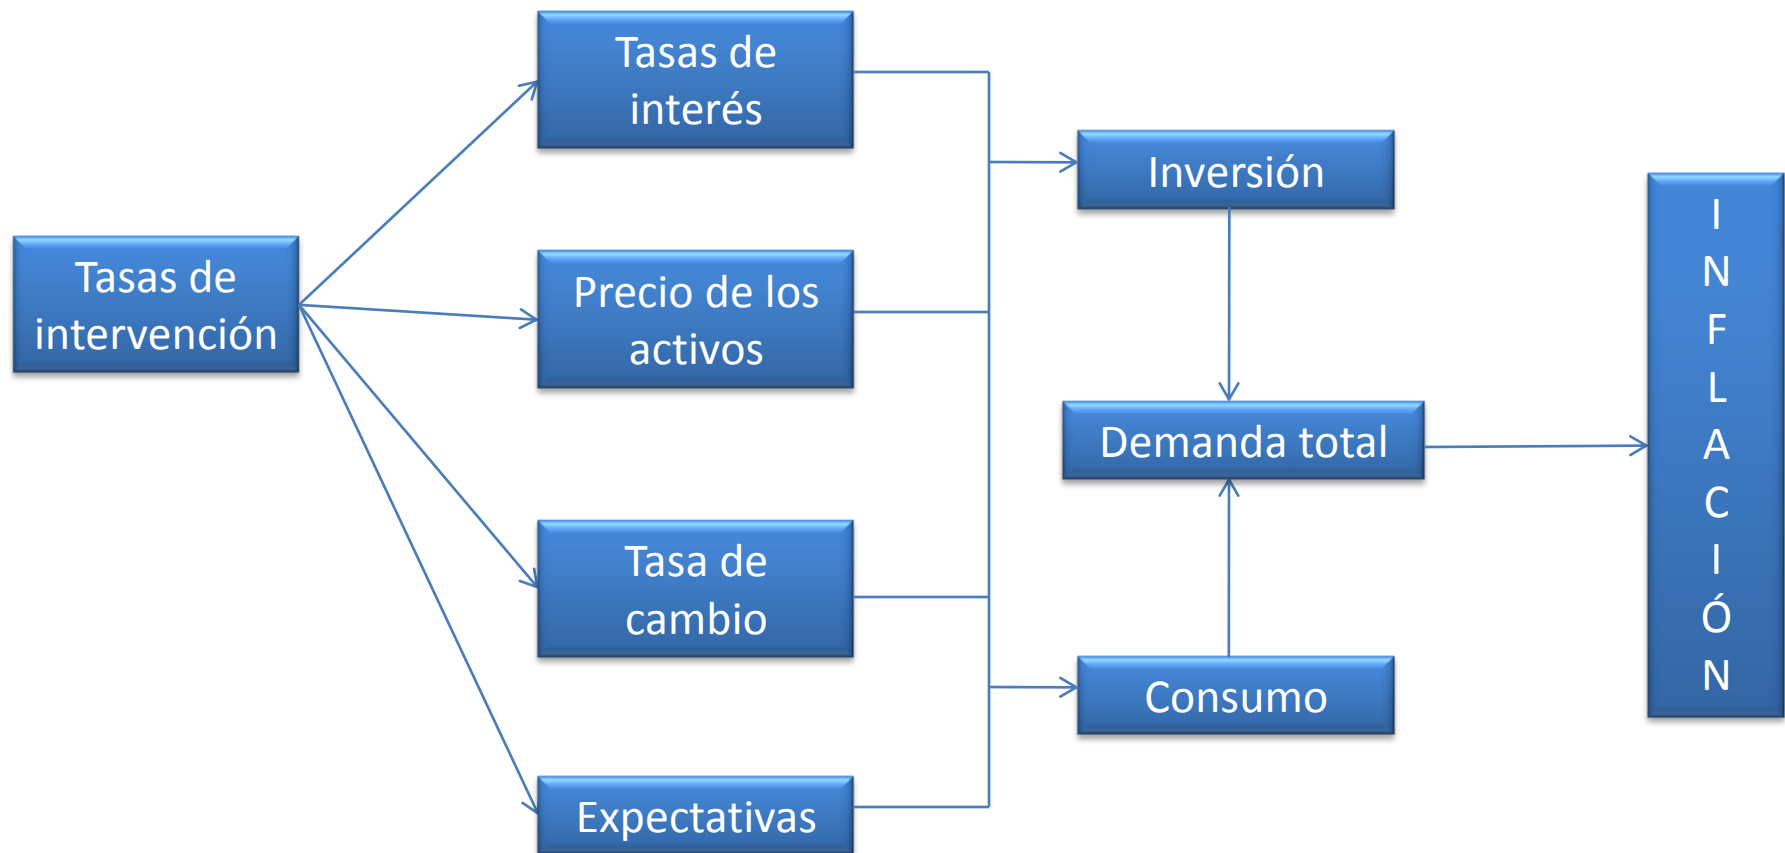 Tasas de
intervención
Tasas de
interés
Precio de los
activos
Tasa de
cambio
Expectativas
Inversión
Demanda total
Consumo
I
N
F
L
A
C
I
Ó
N